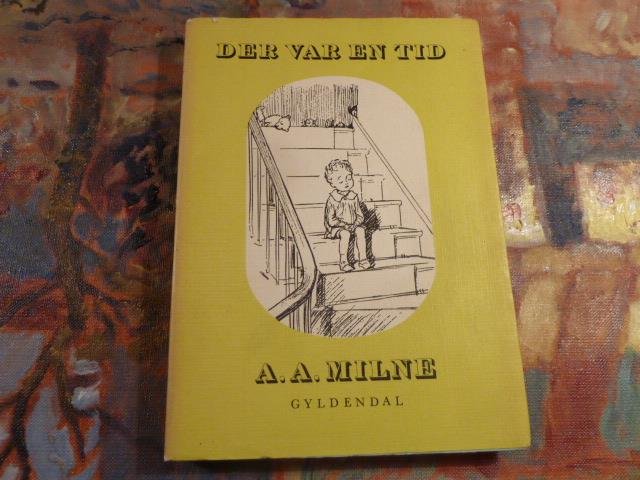 DER VAR EN TID
A. A. MILNE
GYLDENDAL